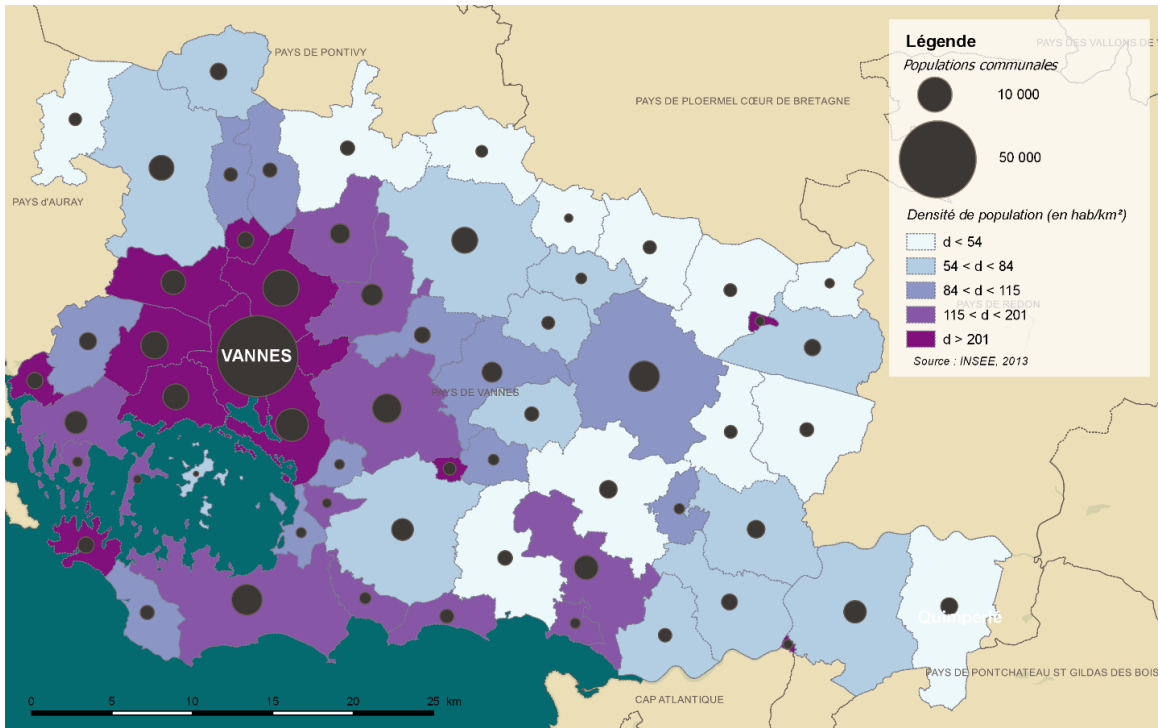 PAYS DE PONTIVY
PAYS DE PLOERMEL CŒUR DE BRETAGNE
PAYS d'AURAY
VANNES
PAYS DE VANNES
Quimperlé
PAYS DE PONTCHATEAU ST GILDAS DES BOIS
CAP ATLANTIQUE
0 5 10 15 20 25 km
Légende
PAYS DES VALLONS DE
Populations communales
10 000
50 000
Densité de population (en hab/km²)
d < 54
54 < d < 84
84 < d < 115
PAYS DE REDON
115 < d < 201
d > 201
Source : INSEE, 2013